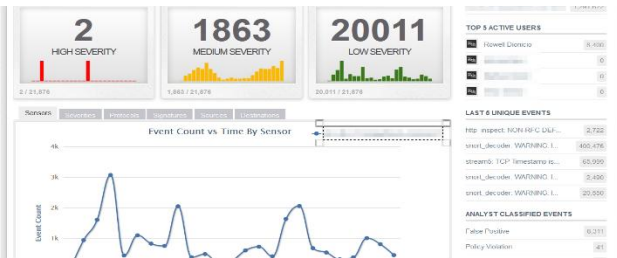 2
HIGH SEVERITY
2 / 21,876
1863
MEDIUM SEVERITY
1,863 / 21,876
20011
LOW SEVERITY
20,011 / 21,876
Sensors
Severities
Protocols
Signatures
Sources
Destinations
Event Count vs Time By Sensor
4k
3k
2k
1k
Event Count
TOP 5 ACTIVE USERS
Rowell Dionicio
0
0
LAST 6 UNIQUE EVENTS
http_inspect: NON-RFC DEF...
2,722
snort_decoder: WARNING: I...
400,476
stream5: TCP Timestamp is...
snort_decoder: WARNING: I...
snort_decoder: WARNING: I...
ANALYST CLASSIFIED EVENTS
False Positive
Policy Violation
41